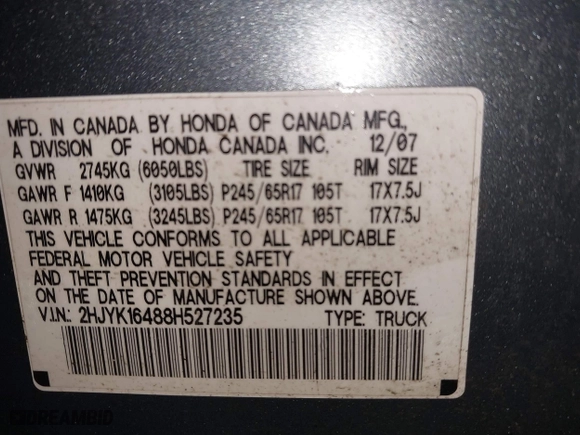 MFD. IN CANADA BY HONDA OF CANADA MFG.,
A DIVISION OF HONDA CANADA INC. 12/07
GVWR 2745KG (6050LBS) TIRE SIZE RIM SIZE
GAWR F 1410KG (3105LBS) P245/65R17 105T 17X7.5J
GAWR R 1475KG (3245LBS) P245/65R17 105T 17X7.5J
THIS VEHICLE CONFORMS TO ALL APPLICABLE
FEDERAL MOTOR VEHICLE SAFETY
AND THEFT PREVENTION STANDARDS IN EFFECT
ON THE DATE OF MANUFACTURE SHOWN ABOVE.
V.I.N.: 2HJYK16488H527235 TYPE: TRUCK